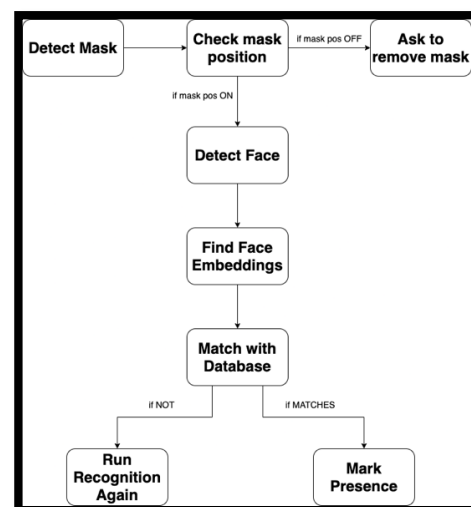 Detect Mask
Check mask
position
if mask pos OFF
Ask to
remove mask
if mask pos ON
Detect Face
Find Face
Embeddings
Match with
Database
if NOT
if MATCHES
Run
Recognition
Again
Mark
Presence